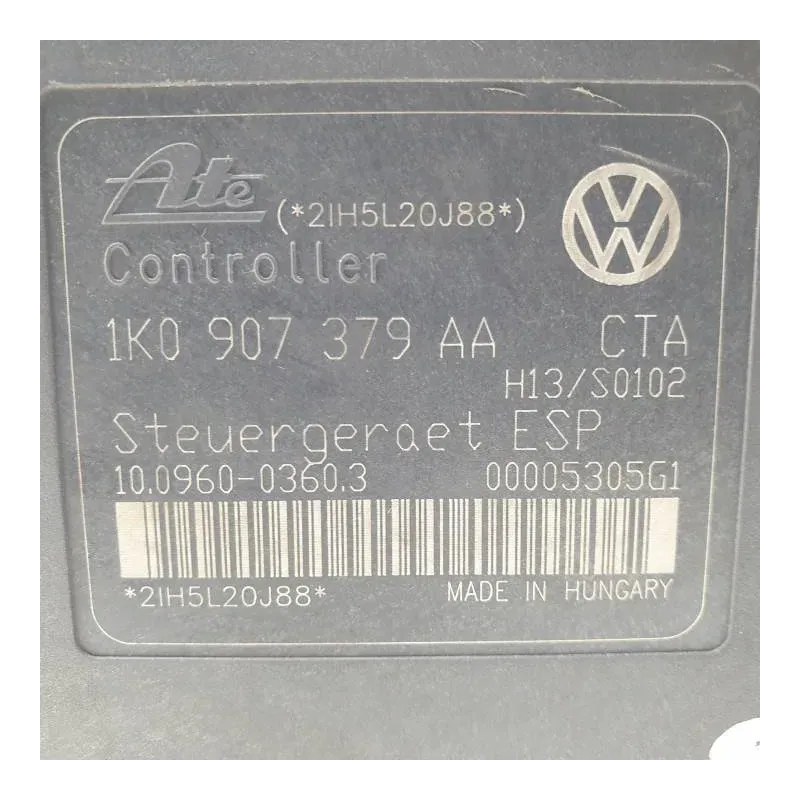 Ate (*2IH5L20J88*) VW
Controller
1K0 907 379 AA CTA
H13/S0102
Steuergeraet ESP
10.0960-0360.3 00005305G1
*2IH5L20J88* MADE IN HUNGARY